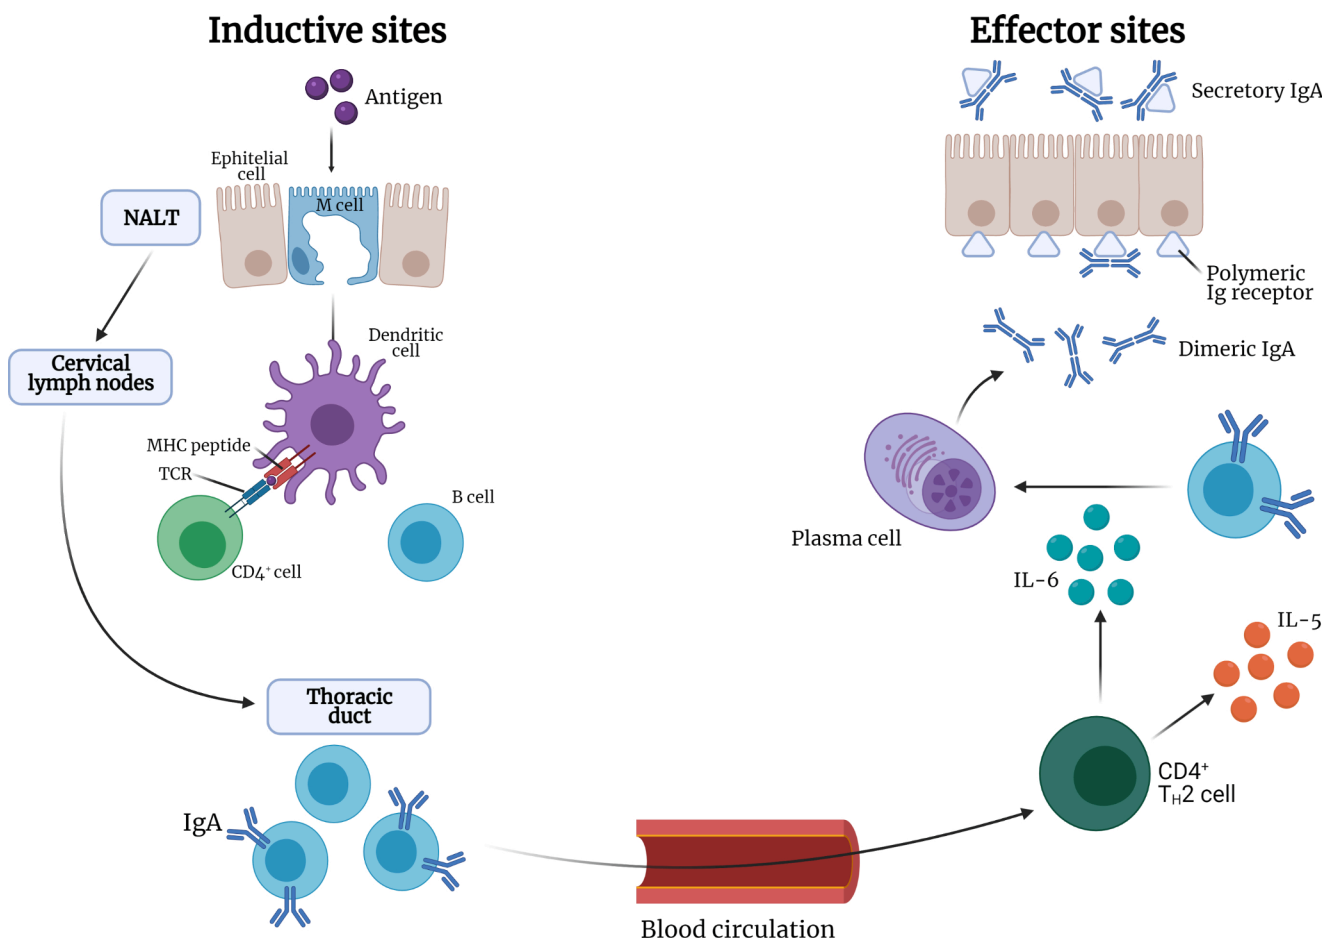 Inductive sites
Antigen
Ephitelial
cell
M cell
NALT
Cervical
lymph nodes
Dendritic
cell
MHC peptide
TCR
B cell
CD4⁺ cell
Thoracic
duct
IgA
Blood circulation
Effector sites
Secretory IgA
Polymeric
Ig receptor
Dimeric IgA
Plasma cell
IL-6
IL-5
CD4⁺
TH2 cell